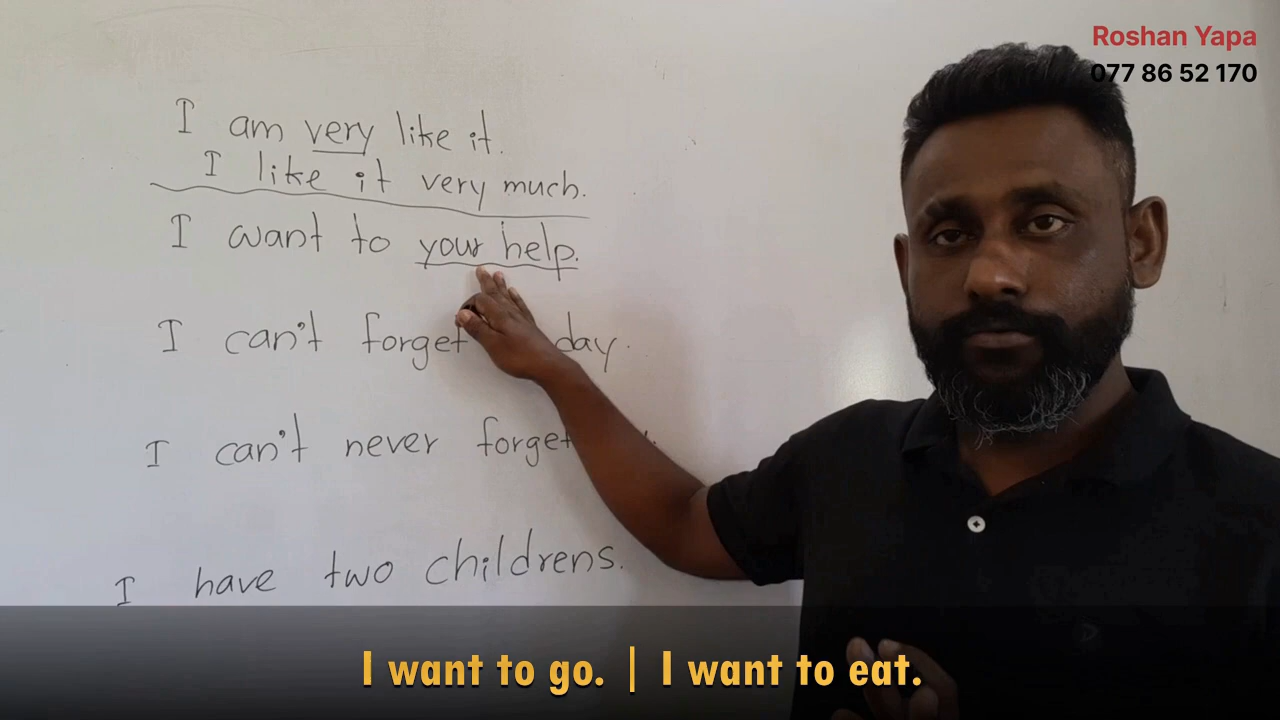 Roshan Yapa
077 86 52 170
I am very like it.
I like it very much.
I want to your help.
I can't forget day.
I can't never forget
I have two childrens.
I want to go. | I want to eat.